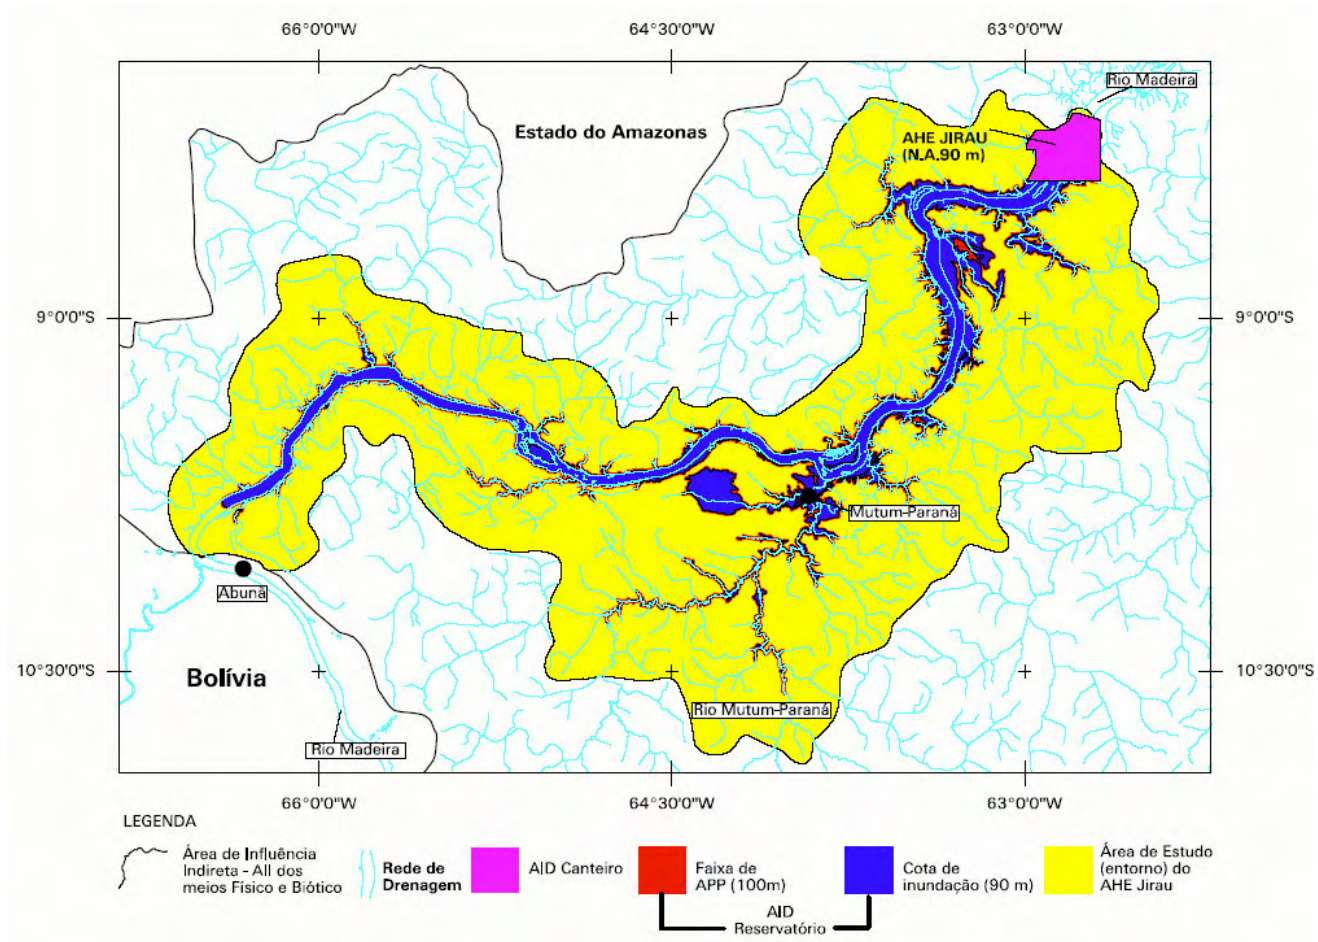 66°0'0"W
64°30'0"W
63°0'0"W
Rio Madeira
Estado do Amazonas
AHE JIRAU
(N.A.90 m)
9°0'0"S
9°0'0"S
Mutum-Paraná
Abunã
10°30'0"S
Bolívia
10°30'0"S
Rio Mutum-Paraná
Rio Madeira
66°0'0"W
64°30'0"W
63°0'0"W
LEGENDA
Área de Influência
Indireta - AII dos
meios Físico e Biótico
Rede de
Drenagem
AID Canteiro
Faixa de
APP (100m)
Cota de
inundação (90 m)
Área de Estudo
(entorno) do
AHE Jirau
AID
Reservatório